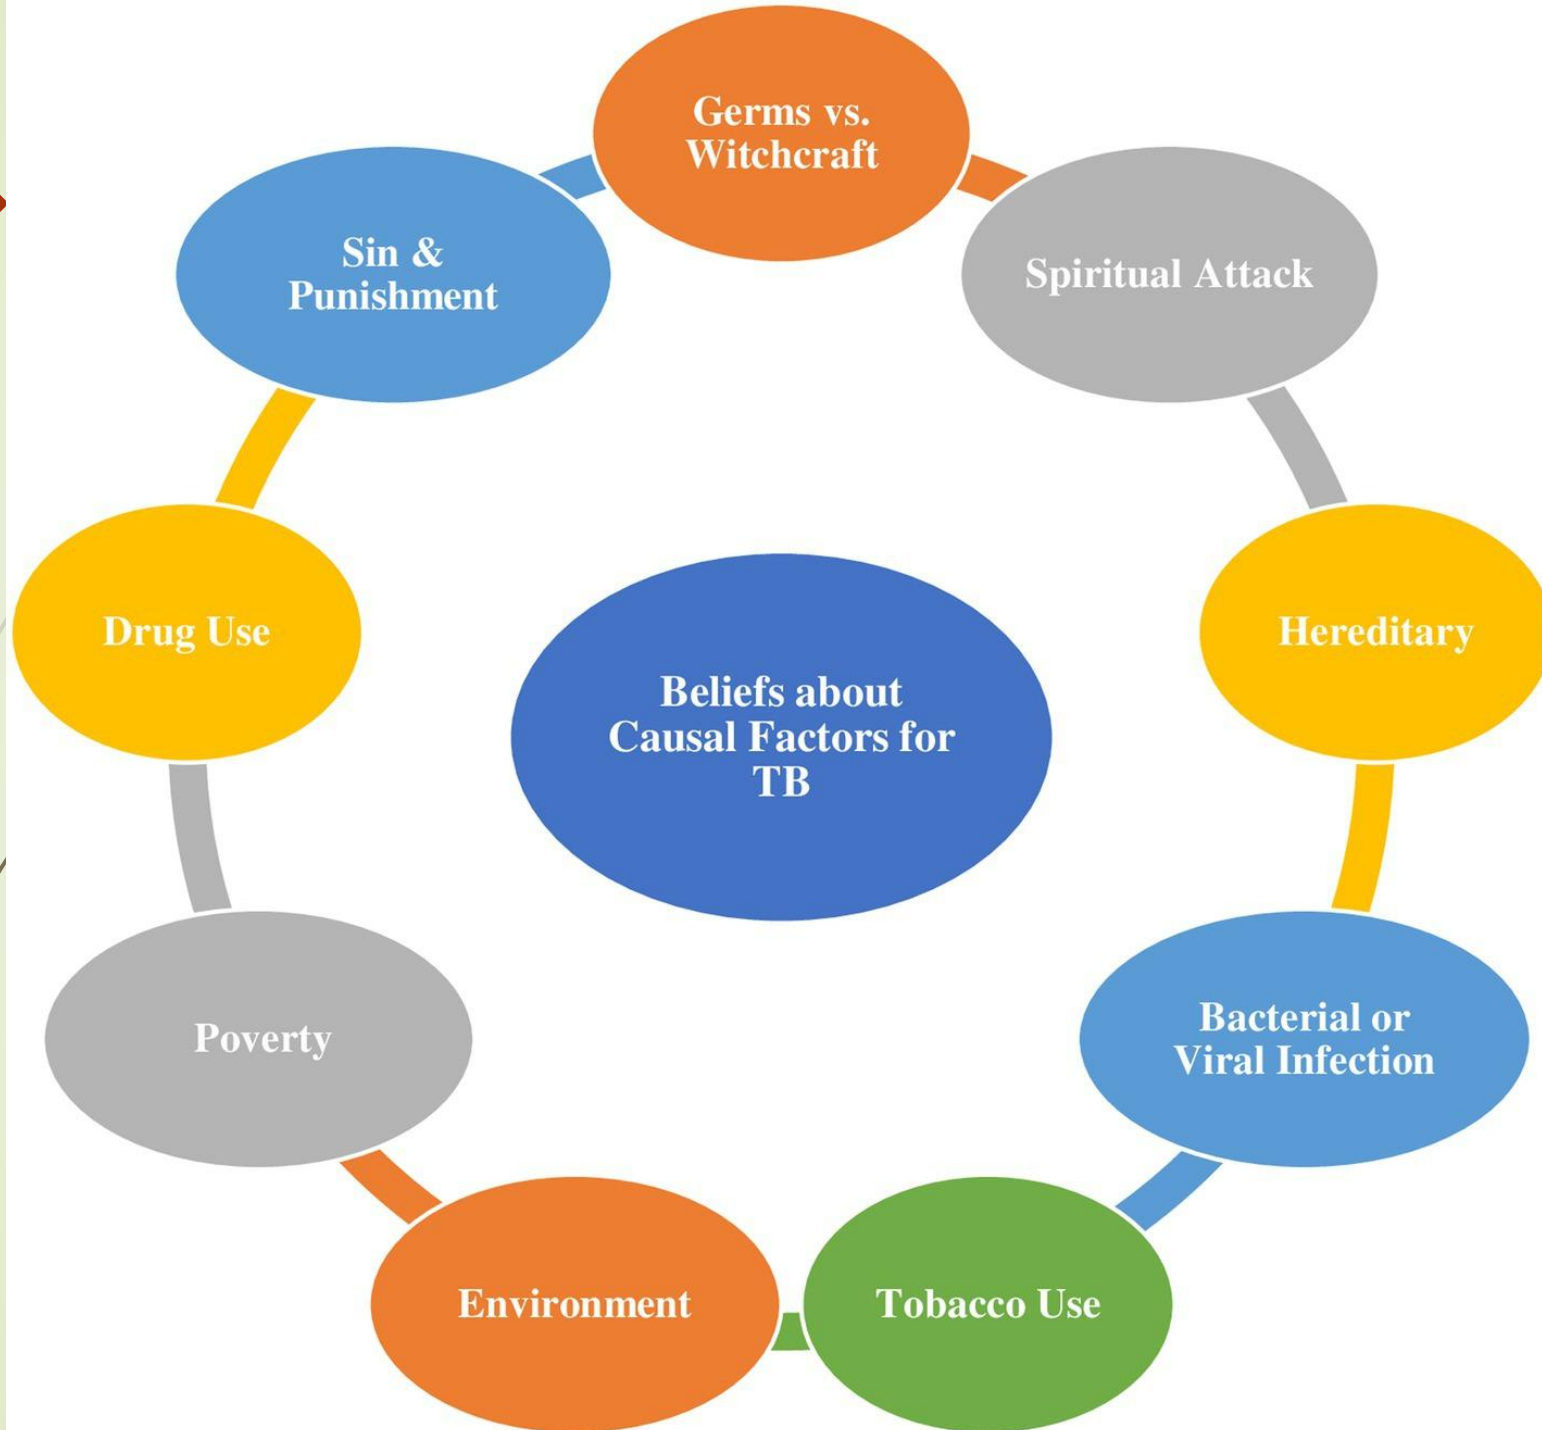 Germs vs.
Witchcraft
Spiritual Attack
Hereditary
Bacterial or
Viral Infection
Tobacco Use
Environment
Poverty
Drug Use
Sin &
Punishment
Beliefs about
Causal Factors for
TB